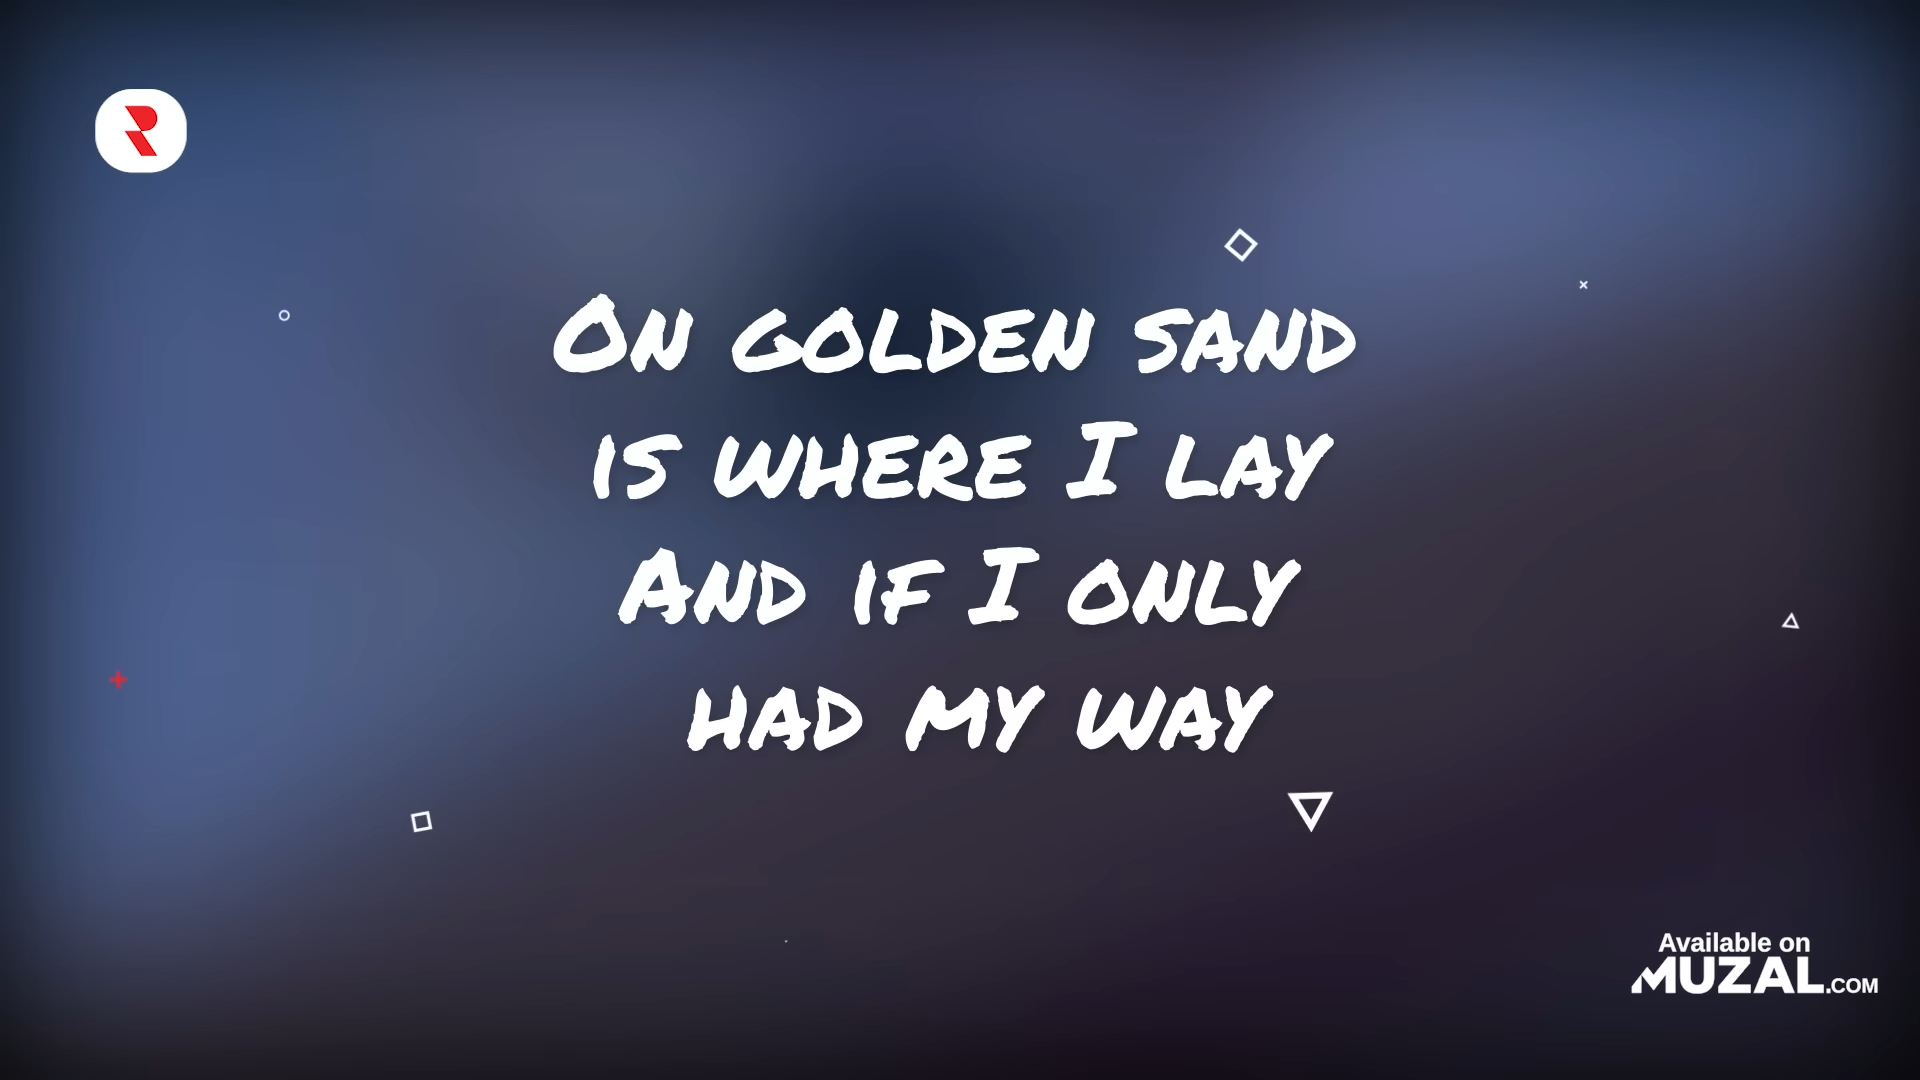 On golden sand
is where I lay
And if I only
had my way
Available on
MUZAL.COM